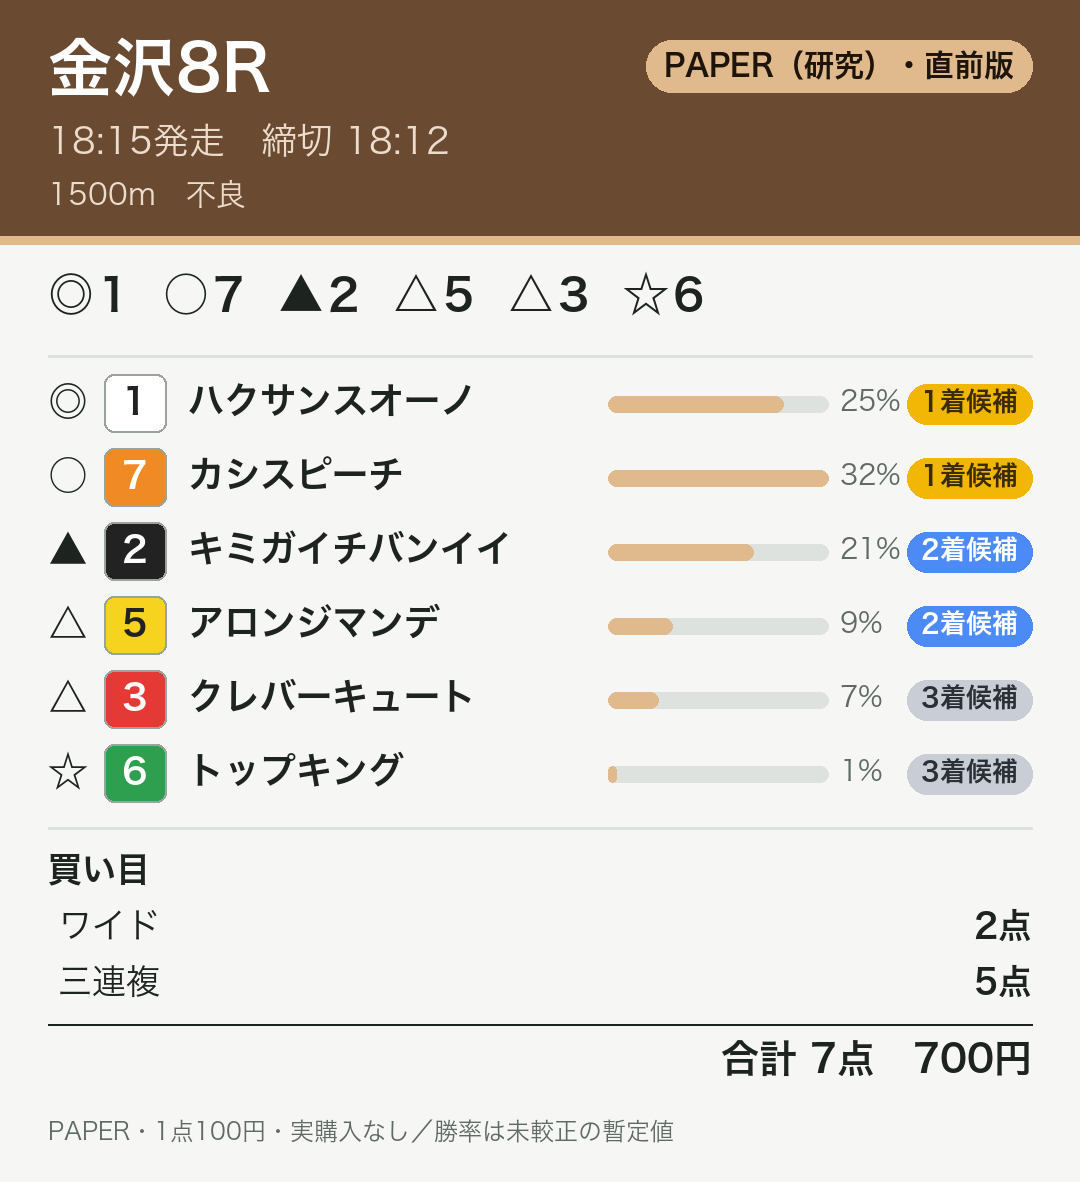 金沢8R
PAPER（研究）・直前版
18:15発走　締切 18:12
1500m　不良
◎1 ○7 ▲2 △5 △3 ☆6
◎ 1 ハクサンスオーノ 25% 1着候補
○ 7 カシスピーチ 32% 1着候補
▲ 2 キミガイチバンイイ 21% 2着候補
△ 5 アロンジマンデ 9% 2着候補
△ 3 クレバーキュート 7% 3着候補
☆ 6 トップキング 1% 3着候補
買い目
ワイド 2点
三連複 5点
合計 7点　700円
PAPER・1点100円・実購入なし／勝率は未較正の暫定値